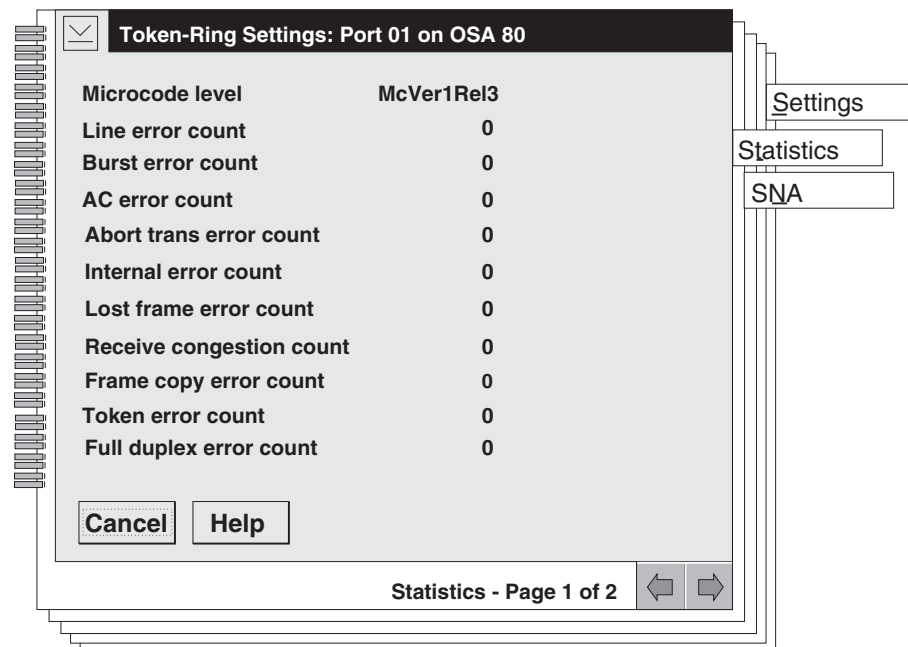 Token-Ring Settings: Port 01 on OSA 80
Microcode level McVer1Rel3
Line error count 0
Burst error count 0
AC error count 0
Abort trans error count 0
Internal error count 0
Lost frame error count 0
Receive congestion count 0
Frame copy error count 0
Token error count 0
Full duplex error count 0
Cancel Help
Statistics - Page 1 of 2
Settings
Statistics
SNA